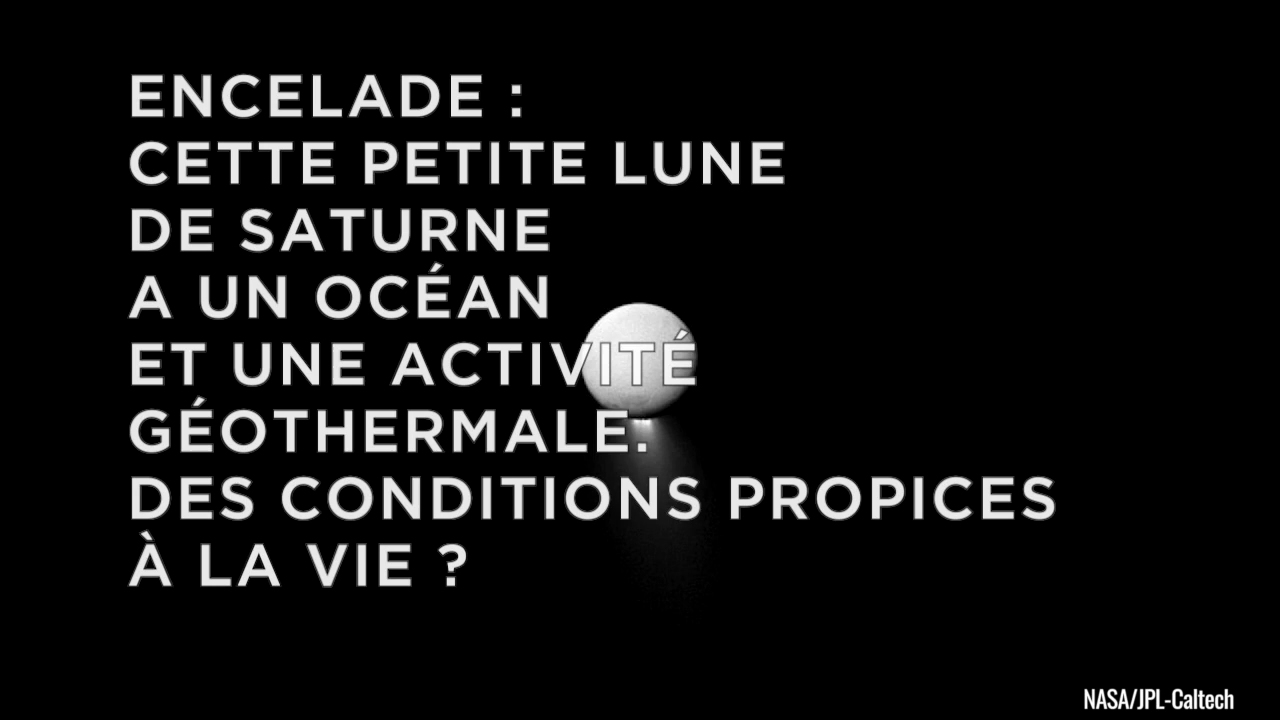 ENCELADE :
CETTE PETITE LUNE
DE SATURNE
A UN OCÉAN
ET UNE ACTIVITÉ
GÉOTHERMALE.
DES CONDITIONS PROPICES
À LA VIE ?
NASA/JPL-Caltech